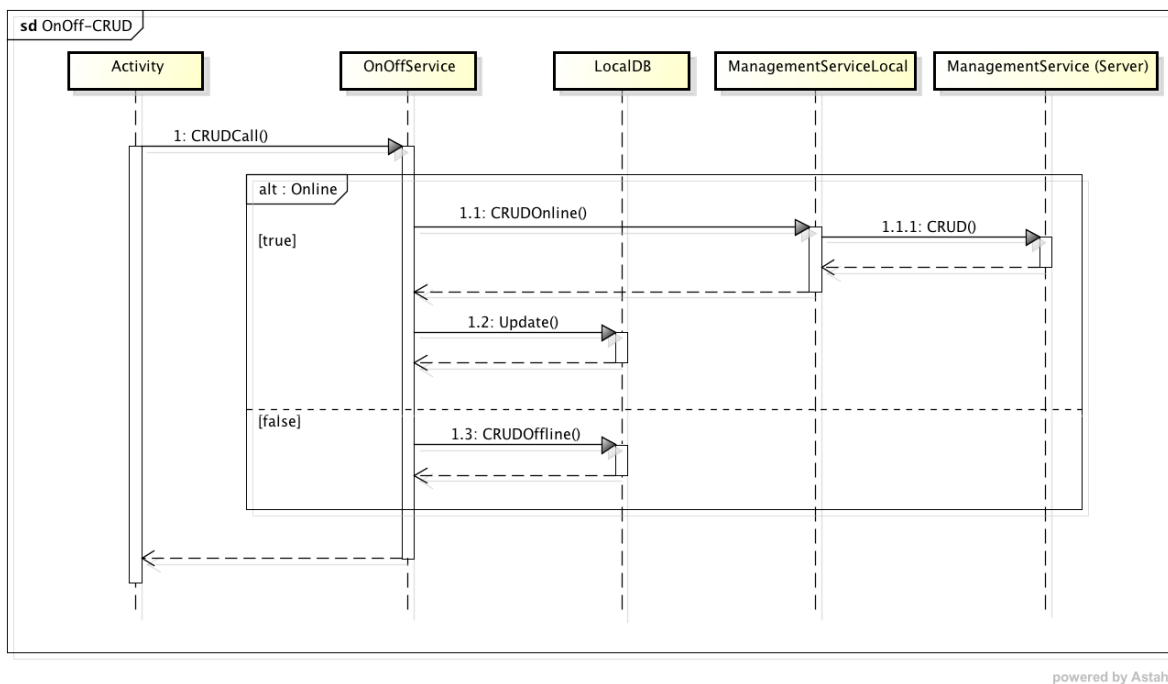 sd OnOff-CRUD
Activity
OnOffService
LocalDB
ManagementServiceLocal
ManagementService (Server)
1: CRUDCall()
alt : Online
1.1: CRUDOnline()
1.1.1: CRUD()
[true]
1.2: Update()
[false]
1.3: CRUDOffline()
powered by Astah